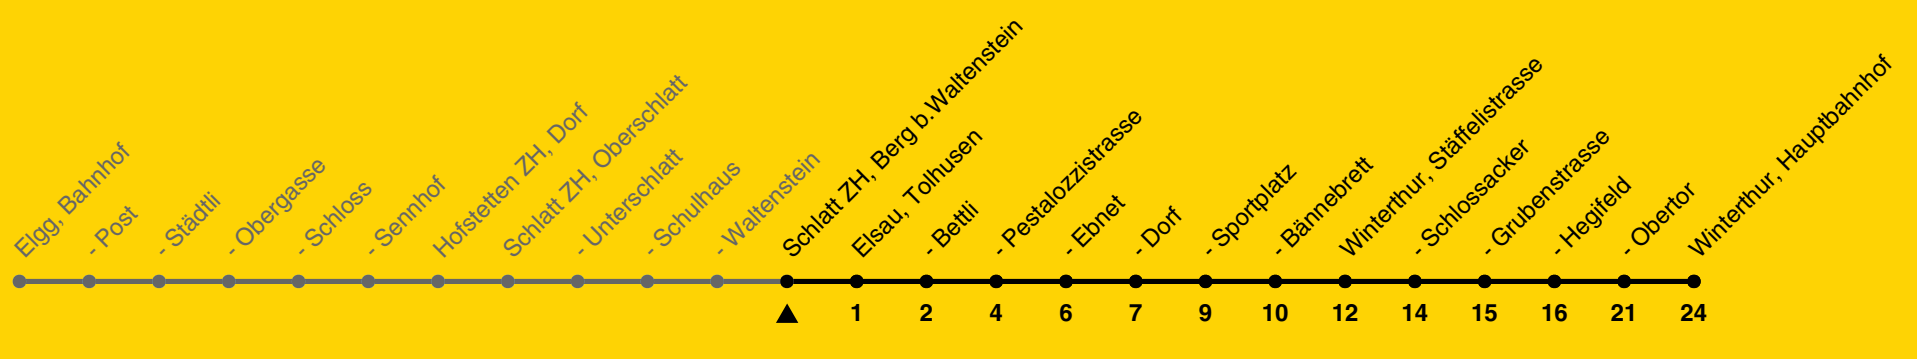 Elgg, Bahnhof
- Post
- Städtli
- Obergasse
- Schloss
- Sennhof
Hofstetten ZH, Dorf
Schlatt ZH, Oberschlatt
- Unterschlatt
- Schulhaus
- Waltenstein
Schlatt ZH, Berg b.Waltenstein
Elsau, Tolhusen
- Bettli
- Pestalozzistrasse
- Ebnet
- Dorf
- Sportplatz
- Bännebrett
Winterthur, Stäffelistrasse
- Schlossacker
- Grubenstrasse
- Hegifeld
- Obertor
Winterthur, Hauptbahnhof
1 2 4 6 7 9 10 12 14 15 16 21 24